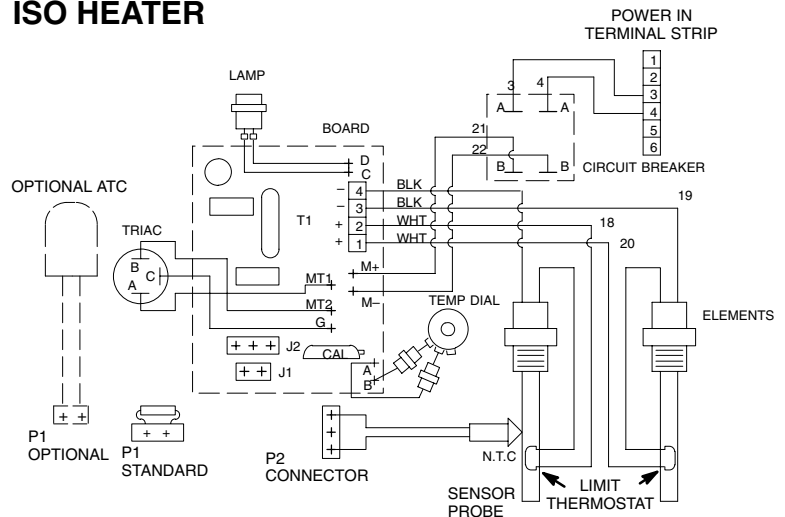 ISO HEATER
POWER IN
TERMINAL STRIP
1
2
3
4
5
6
3 4
A A
B B
21
22
CIRCUIT BREAKER
LAMP
BOARD
D
C
OPTIONAL ATC
TRIAC
B
C
A
T1
− 4 BLK
− 3 BLK
+ 2 WHT
+ 1 WHT
19
18
20
M+
M−
MT1
MT2
G
TEMP DIAL
ELEMENTS
+ + + J2
+ + J1
CAL
A
B
+ +
P1
OPTIONAL
+ +
P1
STANDARD
+
+
+
P2
CONNECTOR
N.T.C
SENSOR
PROBE
LIMIT
THERMOSTAT